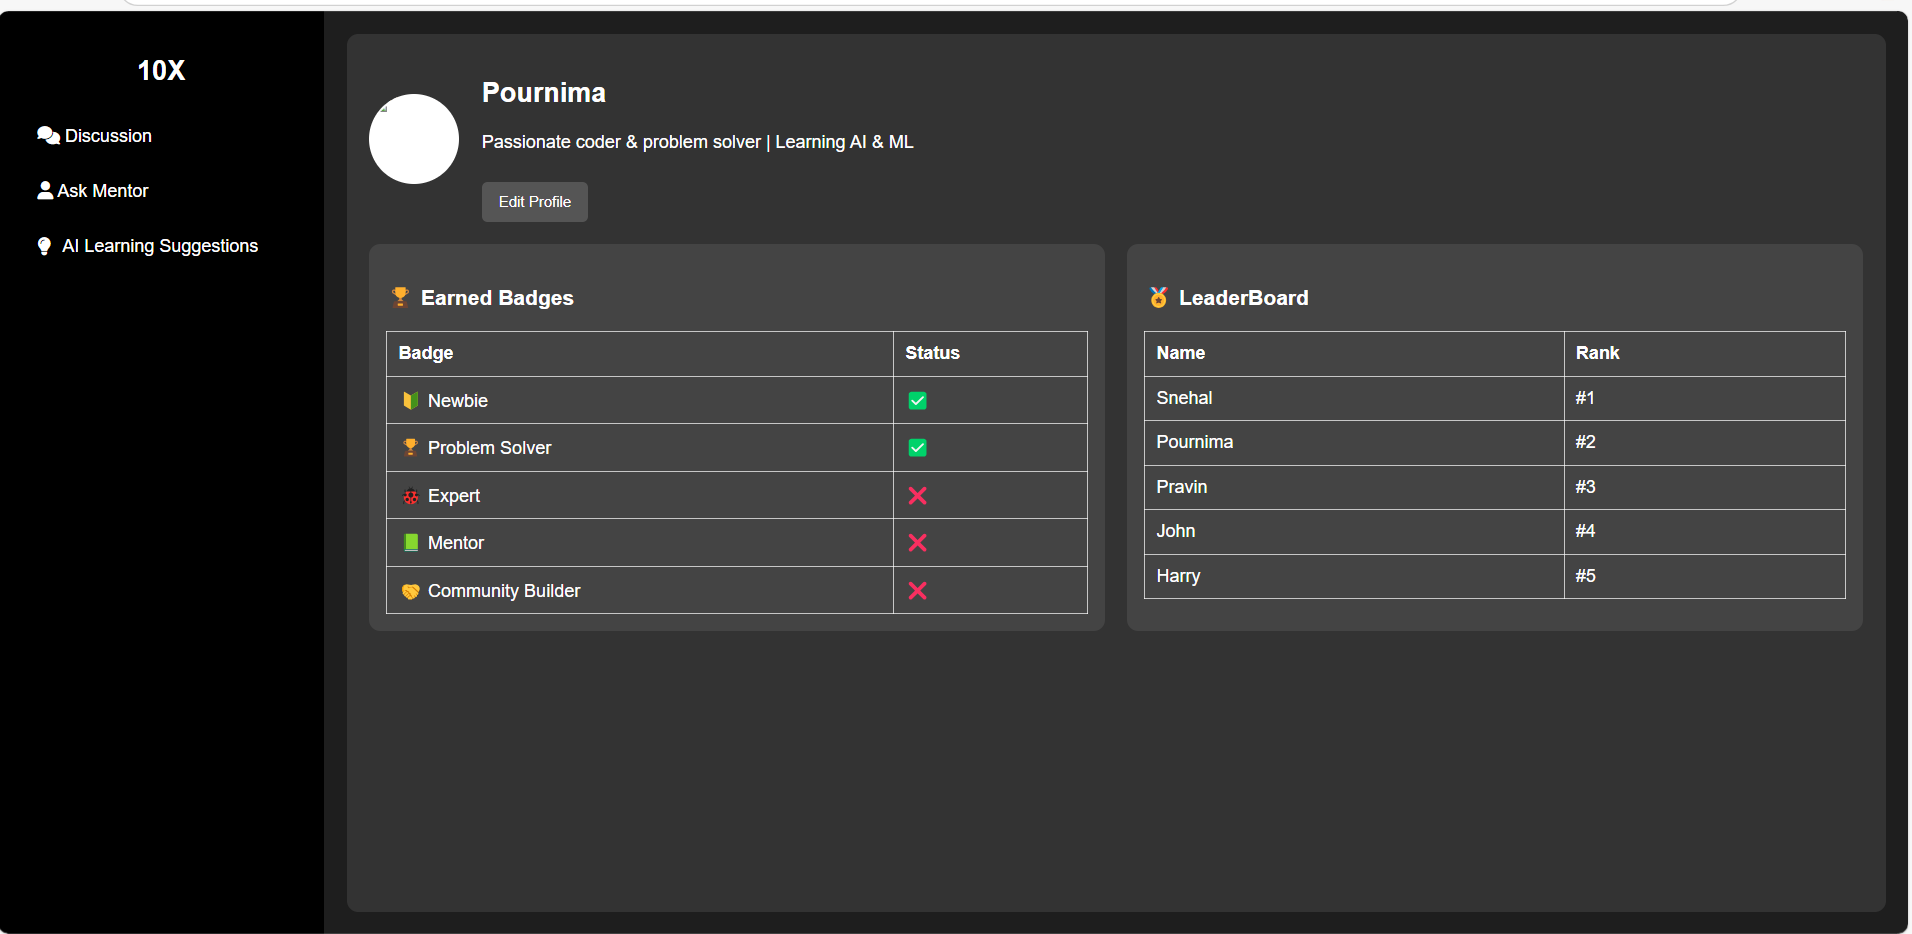 10X
Discussion
Ask Mentor
AI Learning Suggestions
Pournima
Passionate coder & problem solver | Learning AI & ML
Edit Profile
Earned Badges
Badge Status
Newbie
Problem Solver
Expert
Mentor
Community Builder
LeaderBoard
Name Rank
Snehal #1
Pournima #2
Pravin #3
John #4
Harry #5